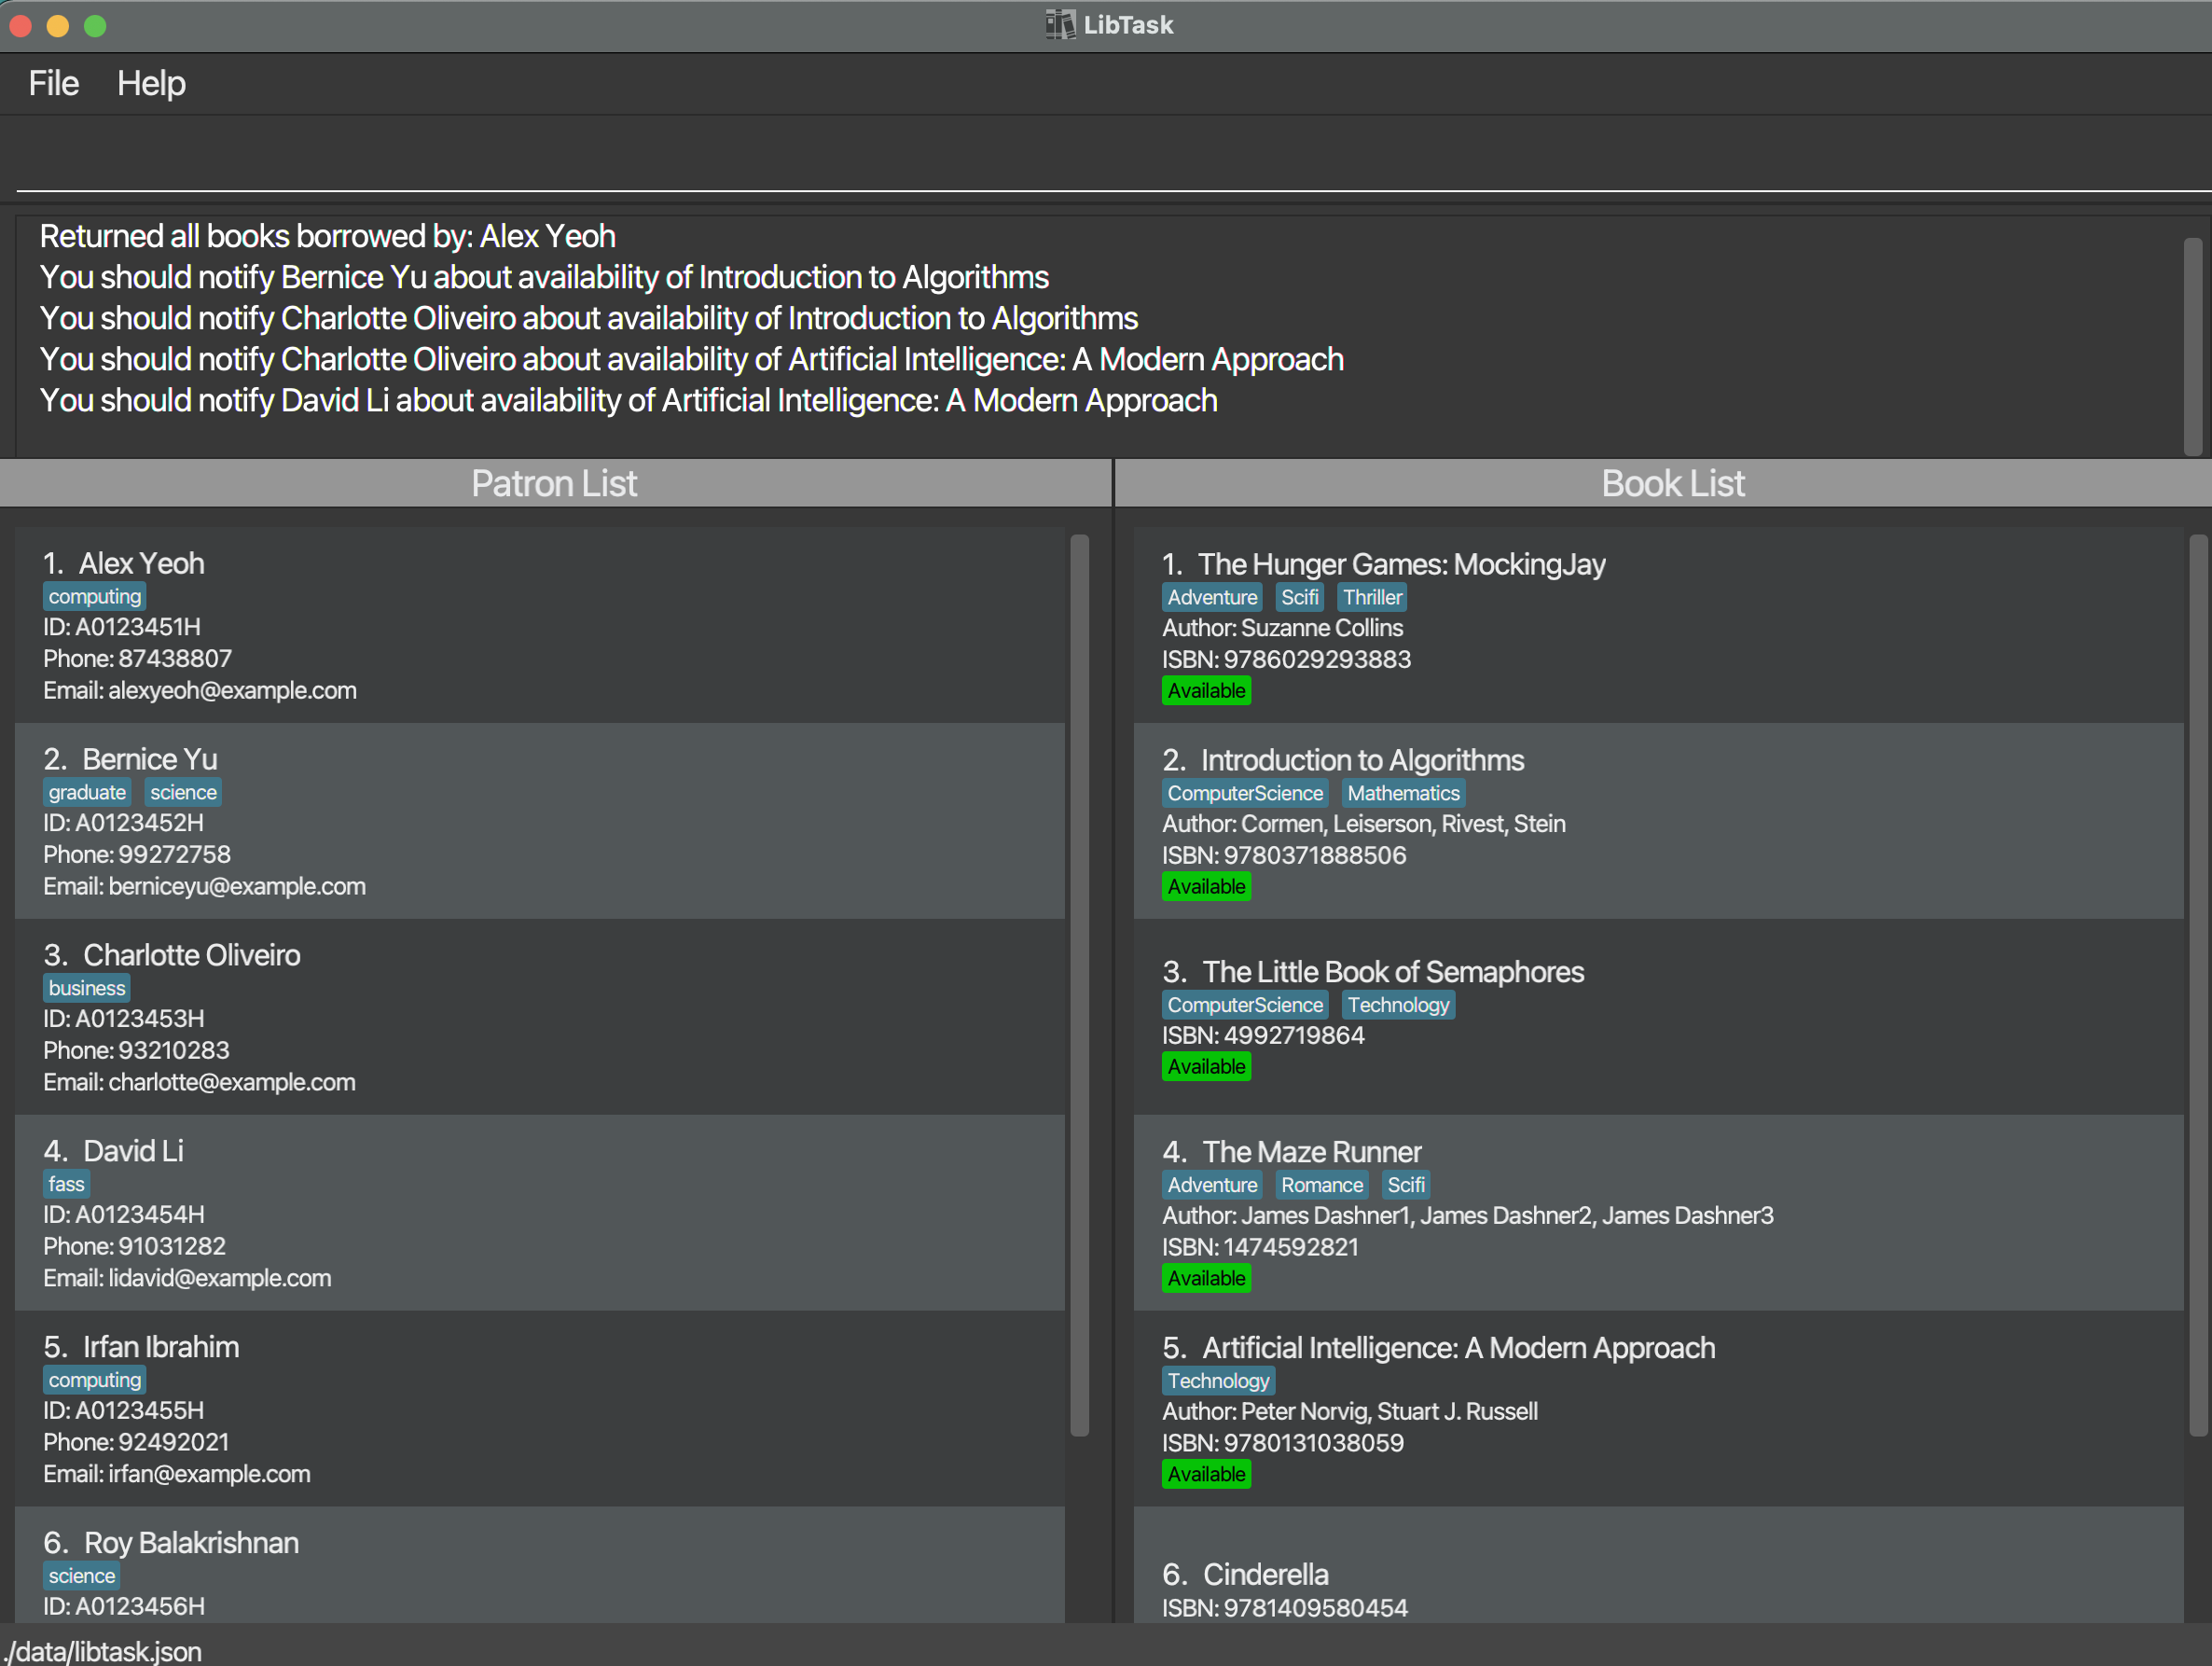 LibTask
File Help
Returned all books borrowed by: Alex Yeoh
You should notify Bernice Yu about availability of Introduction to Algorithms
You should notify Charlotte Oliveiro about availability of Introduction to Algorithms
You should notify Charlotte Oliveiro about availability of Artificial Intelligence: A Modern Approach
You should notify David Li about availability of Artificial Intelligence: A Modern Approach
Patron List
1. Alex Yeoh
computing
ID: A0123451H
Phone: 87438807
Email: alexyeoh@example.com
2. Bernice Yu
graduate science
ID: A0123452H
Phone: 99272758
Email: berniceyu@example.com
3. Charlotte Oliveiro
business
ID: A0123453H
Phone: 93210283
Email: charlotte@example.com
4. David Li
fass
ID: A0123454H
Phone: 91031282
Email: lidavid@example.com
5. Irfan Ibrahim
computing
ID: A0123455H
Phone: 92492021
Email: irfan@example.com
6. Roy Balakrishnan
science
ID: A0123456H
Book List
1. The Hunger Games: MockingJay
Adventure Scifi Thriller
Author: Suzanne Collins
ISBN: 9786029293883
Available
2. Introduction to Algorithms
ComputerScience Mathematics
Author: Cormen, Leiserson, Rivest, Stein
ISBN: 9780371888506
Available
3. The Little Book of Semaphores
ComputerScience Technology
ISBN: 4992719864
Available
4. The Maze Runner
Adventure Romance Scifi
Author: James Dashner1, James Dashner2, James Dashner3
ISBN: 1474592821
Available
5. Artificial Intelligence: A Modern Approach
Technology
Author: Peter Norvig, Stuart J. Russell
ISBN: 9780131038059
Available
6. Cinderella
ISBN: 9781409580454
./data/libtask.json